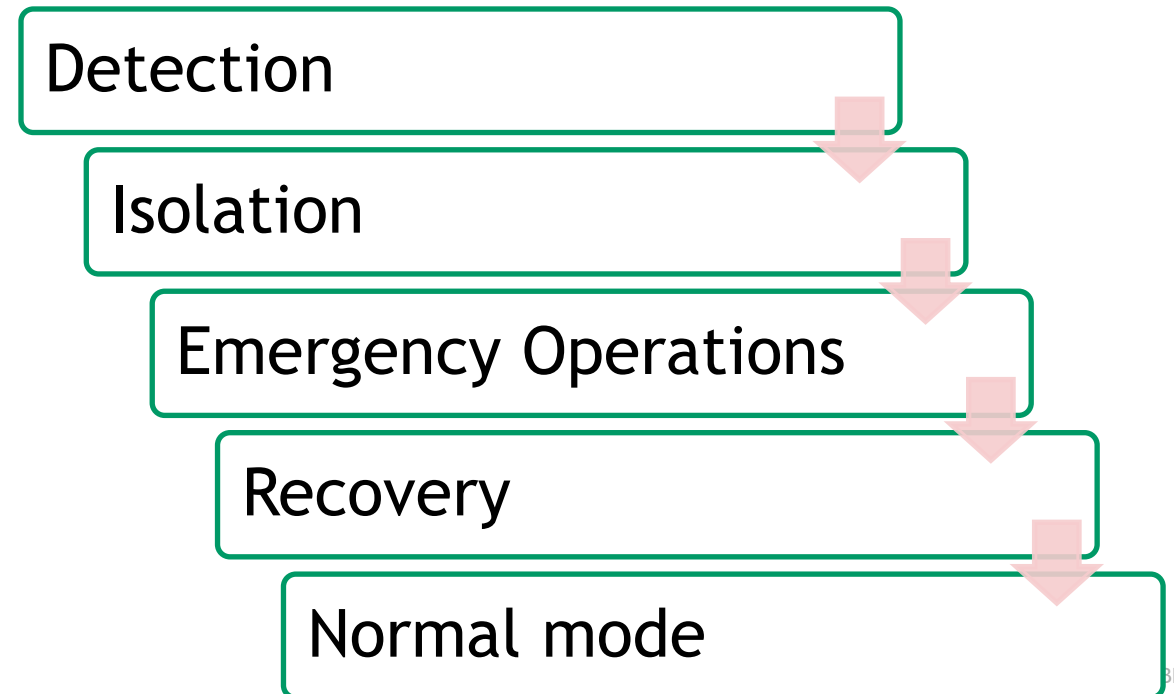 Detection
Isolation
Emergency Operations
Recovery
Normal mode